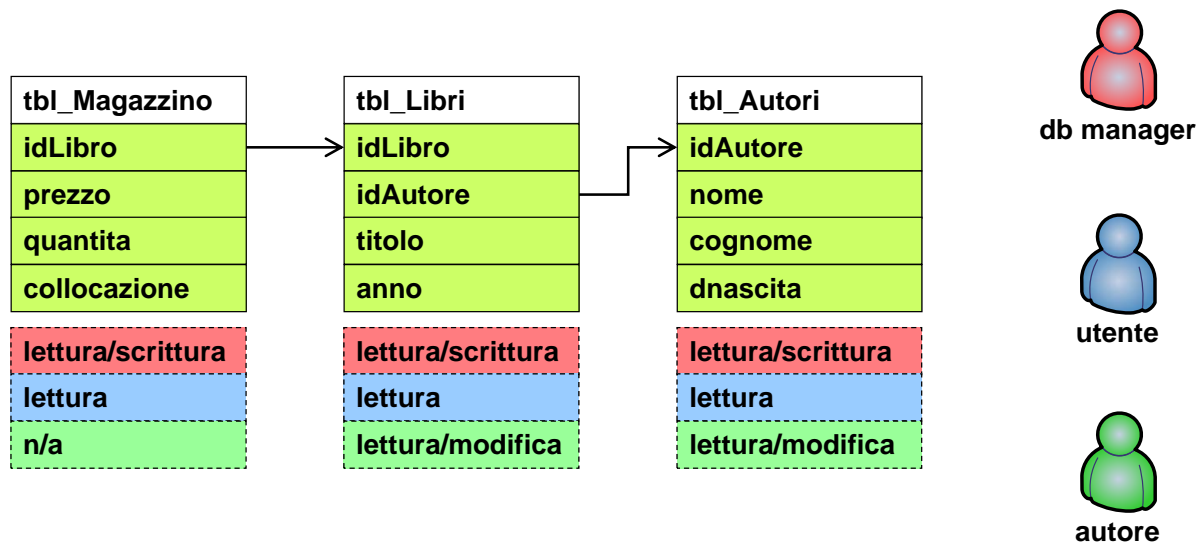 tbl_Magazzino
idLibro
prezzo
quantita
collocazione
lettura/scrittura
lettura
n/a
tbl_Libri
idLibro
idAutore
titolo
anno
lettura/scrittura
lettura
lettura/modifica
tbl_Autori
idAutore
nome
cognome
dnascita
lettura/scrittura
lettura
lettura/modifica
db manager
utente
autore